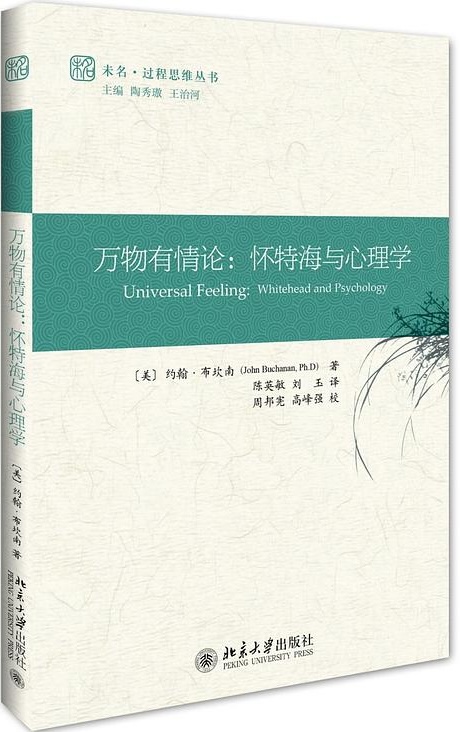 未名
未名·过程思维丛书
主编 陶秀璈 王治河
万物有情论：怀特海与心理学
Universal Feeling: Whitehead and Psychology
〔美〕约翰·布坎南 (John Buchanan, Ph.D) 著
陈英敏 刘 玉 译
周邦宪 高峰强 校
北京大学出版社
PEKING UNIVERSITY PRESS
未名
万物有情论：怀特海与心理学
〔美〕约翰·布坎南 著
北京大学出版社
PEKING UNIVERSITY PRESS